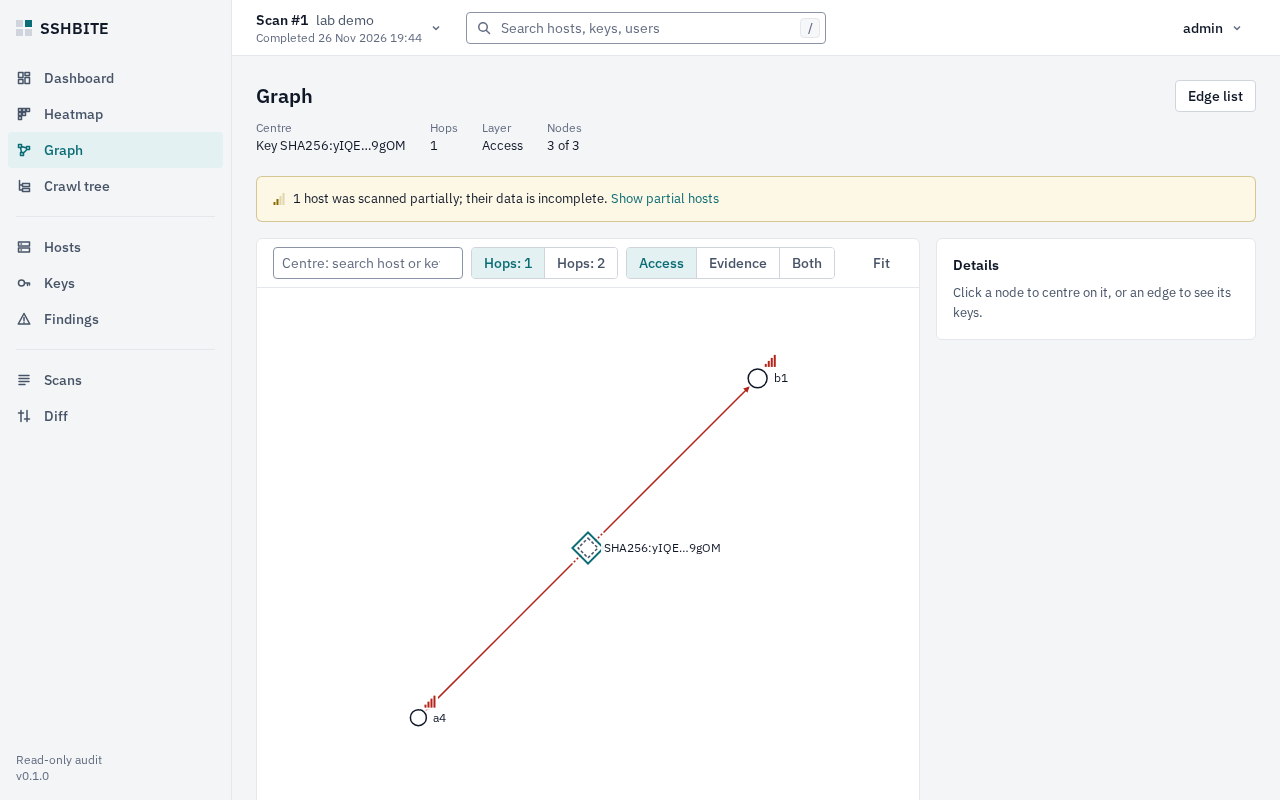 SSHBITE
Scan #1 lab demo
Completed 26 Nov 2026 19:44
Search hosts, keys, users
/
admin
Dashboard
Heatmap
Graph
Crawl tree
Hosts
Keys
Findings
Scans
Diff
Read-only audit
v0.1.0
Graph
Edge list
Centre
Key SHA256:yIQE…9gOM
Hops
1
Layer
Access
Nodes
3 of 3
1 host was scanned partially; their data is incomplete. Show partial hosts
Centre: search host or ke
Hops: 1
Hops: 2
Access
Evidence
Both
Fit
b1
SHA256:yIQE…9gOM
a4
Details
Click a node to centre on it, or an edge to see its
keys.